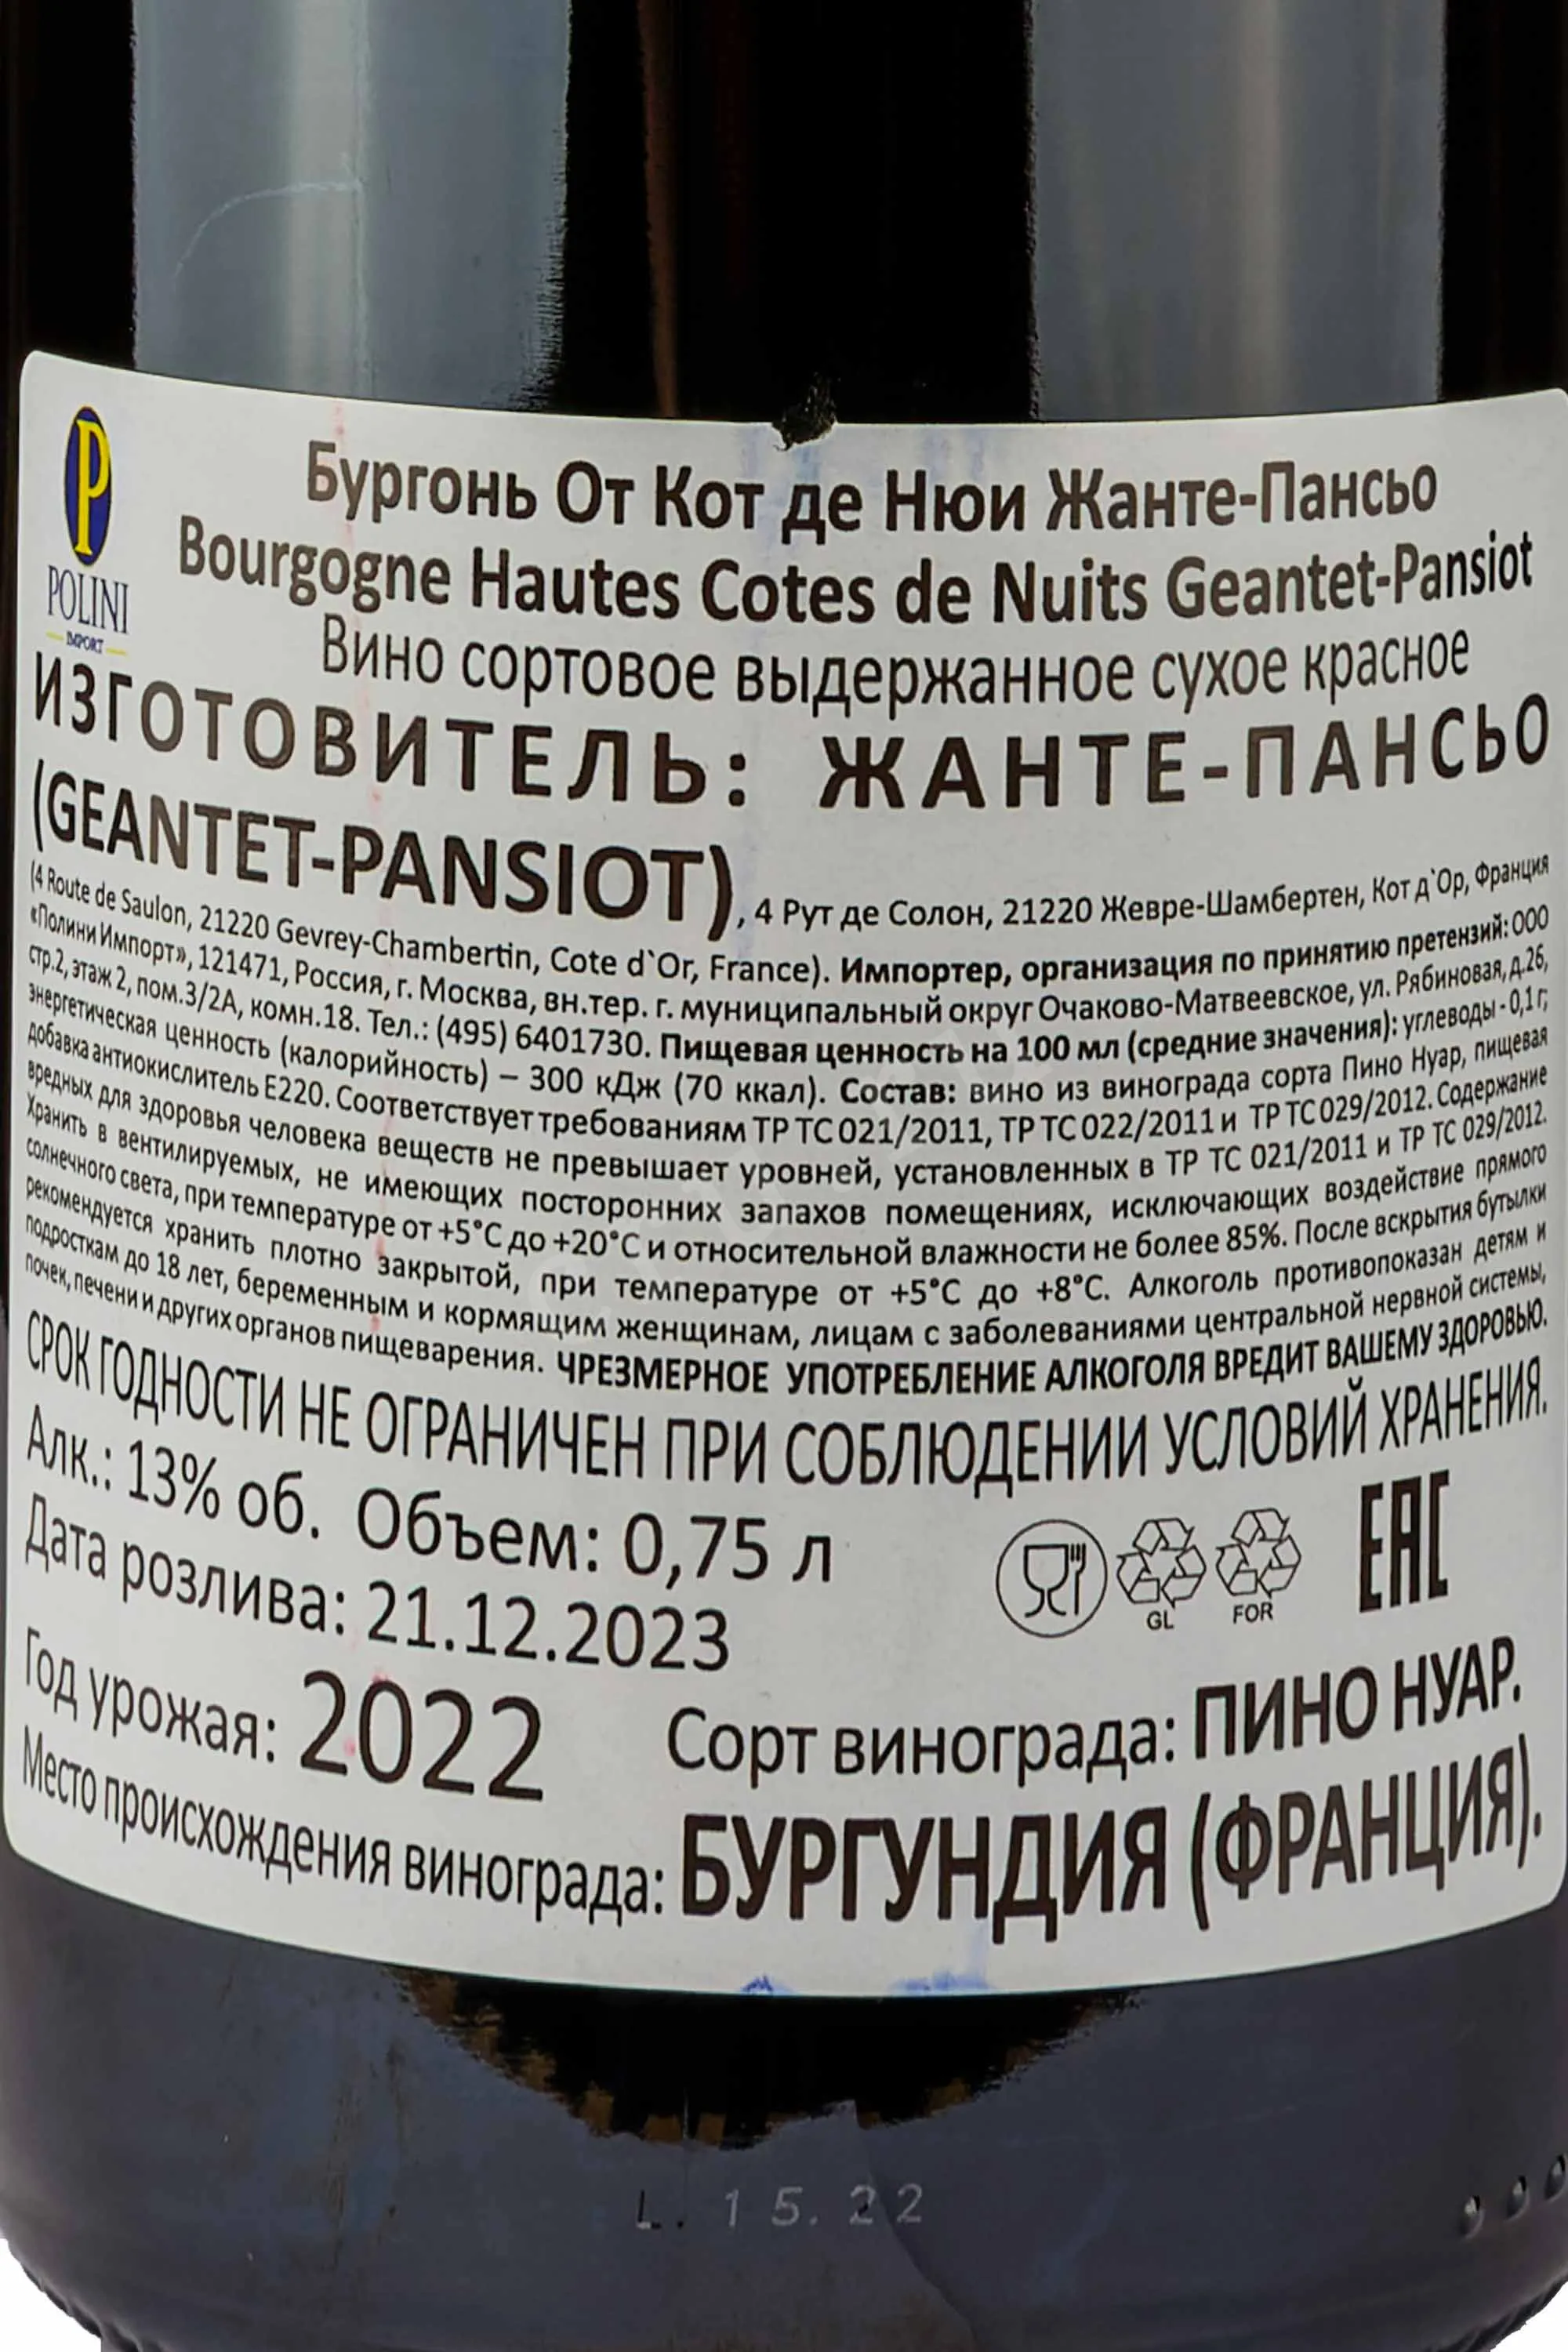 P
POLINI
IMPORT
Бургонь От Кот де Нюи Жанте-Пансьо
Bourgogne Hautes Cotes de Nuits Geantet-Pansiot
Вино сортовое выдержанное сухое красное
ИЗГОТОВИТЕЛЬ: ЖАНТЕ-ПАНСЬО
(GEANTET-PANSIOT), 4 Рут де Солон, 21220 Жевре-Шамбертен, Кот д`Ор, Франция
(4 Route de Saulon, 21220 Gevrey-Chambertin, Cote d`Or, France). Импортер, организация по принятию претензий: ООО
«Полини Импорт», 121471, Россия, г. Москва, вн.тер. г. муниципальный округ Очаково-Матвеевское, ул. Рябиновая, д.26,
стр.2, этаж 2, пом.3/2А, комн.18. Тел.: (495) 6401730. Пищевая ценность на 100 мл (средние значения): углеводы - 0,1 г;
энергетическая ценность (калорийность) – 300 кДж (70 ккал). Состав: вино из винограда сорта Пино Нуар, пищевая
добавка антиокислитель Е220. Соответствует требованиям ТР ТС 021/2011, ТР ТС 022/2011 и ТР ТС 029/2012. Содержание
вредных для здоровья человека веществ не превышает уровней, установленных в ТР ТС 021/2011 и ТР ТС 029/2012.
Хранить в вентилируемых, не имеющих посторонних запахов помещениях, исключающих воздействие прямого
солнечного света, при температуре от +5°С до +20°С и относительной влажности не более 85%. После вскрытия бутылки
рекомендуется хранить плотно закрытой, при температуре от +5°С до +8°С. Алкоголь противопоказан детям и
подросткам до 18 лет, беременным и кормящим женщинам, лицам с заболеваниями центральной нервной системы,
почек, печени и других органов пищеварения. ЧРЕЗМЕРНОЕ УПОТРЕБЛЕНИЕ АЛКОГОЛЯ ВРЕДИТ ВАШЕМУ ЗДОРОВЬЮ.
СРОК ГОДНОСТИ НЕ ОГРАНИЧЕН ПРИ СОБЛЮДЕНИИ УСЛОВИЙ ХРАНЕНИЯ.
Алк.: 13% об. Объем: 0,75 л
GL
FOR
EAC
Дата розлива: 21.12.2023
Год урожая: 2022 Сорт винограда: ПИНО НУАР.
Место происхождения винограда: БУРГУНДИЯ (ФРАНЦИЯ).
L. 15.22